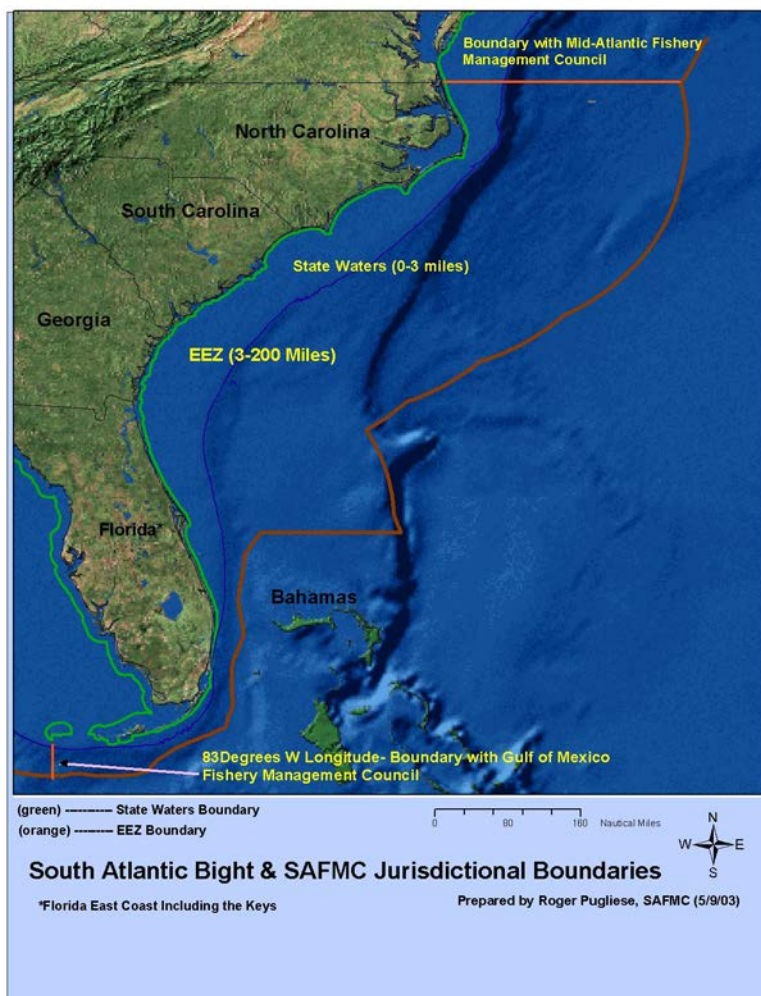 Boundary with Mid-Atlantic Fishery
Management Council
North Carolina
South Carolina
State Waters (0-3 miles)
Georgia
EEZ (3-200 Miles)
Florida*
Bahamas
83Degrees W Longitude- Boundary with Gulf of Mexico
Fishery Management Council
(green) ----------- State Waters Boundary
(orange) --------- EEZ Boundary
0 80 160 Nautical Miles
N
W E
S
South Atlantic Bight & SAFMC Jurisdictional Boundaries
*Florida East Coast Including the Keys
Prepared by Roger Pugliese, SAFMC (5/9/03)